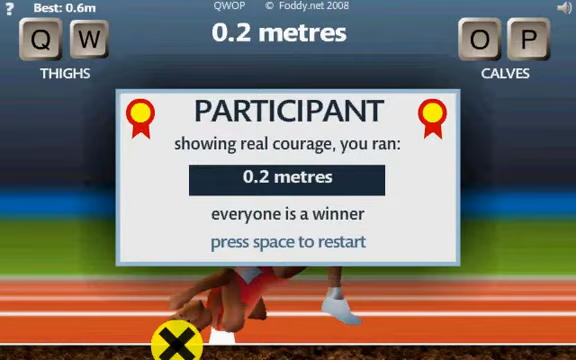 ? Best: 0.6m QWOP © Foddy.net 2008
Q W 0.2 metres O P
THIGHS CALVES
PARTICIPANT
showing real courage, you ran:
0.2 metres
everyone is a winner
press space to restart